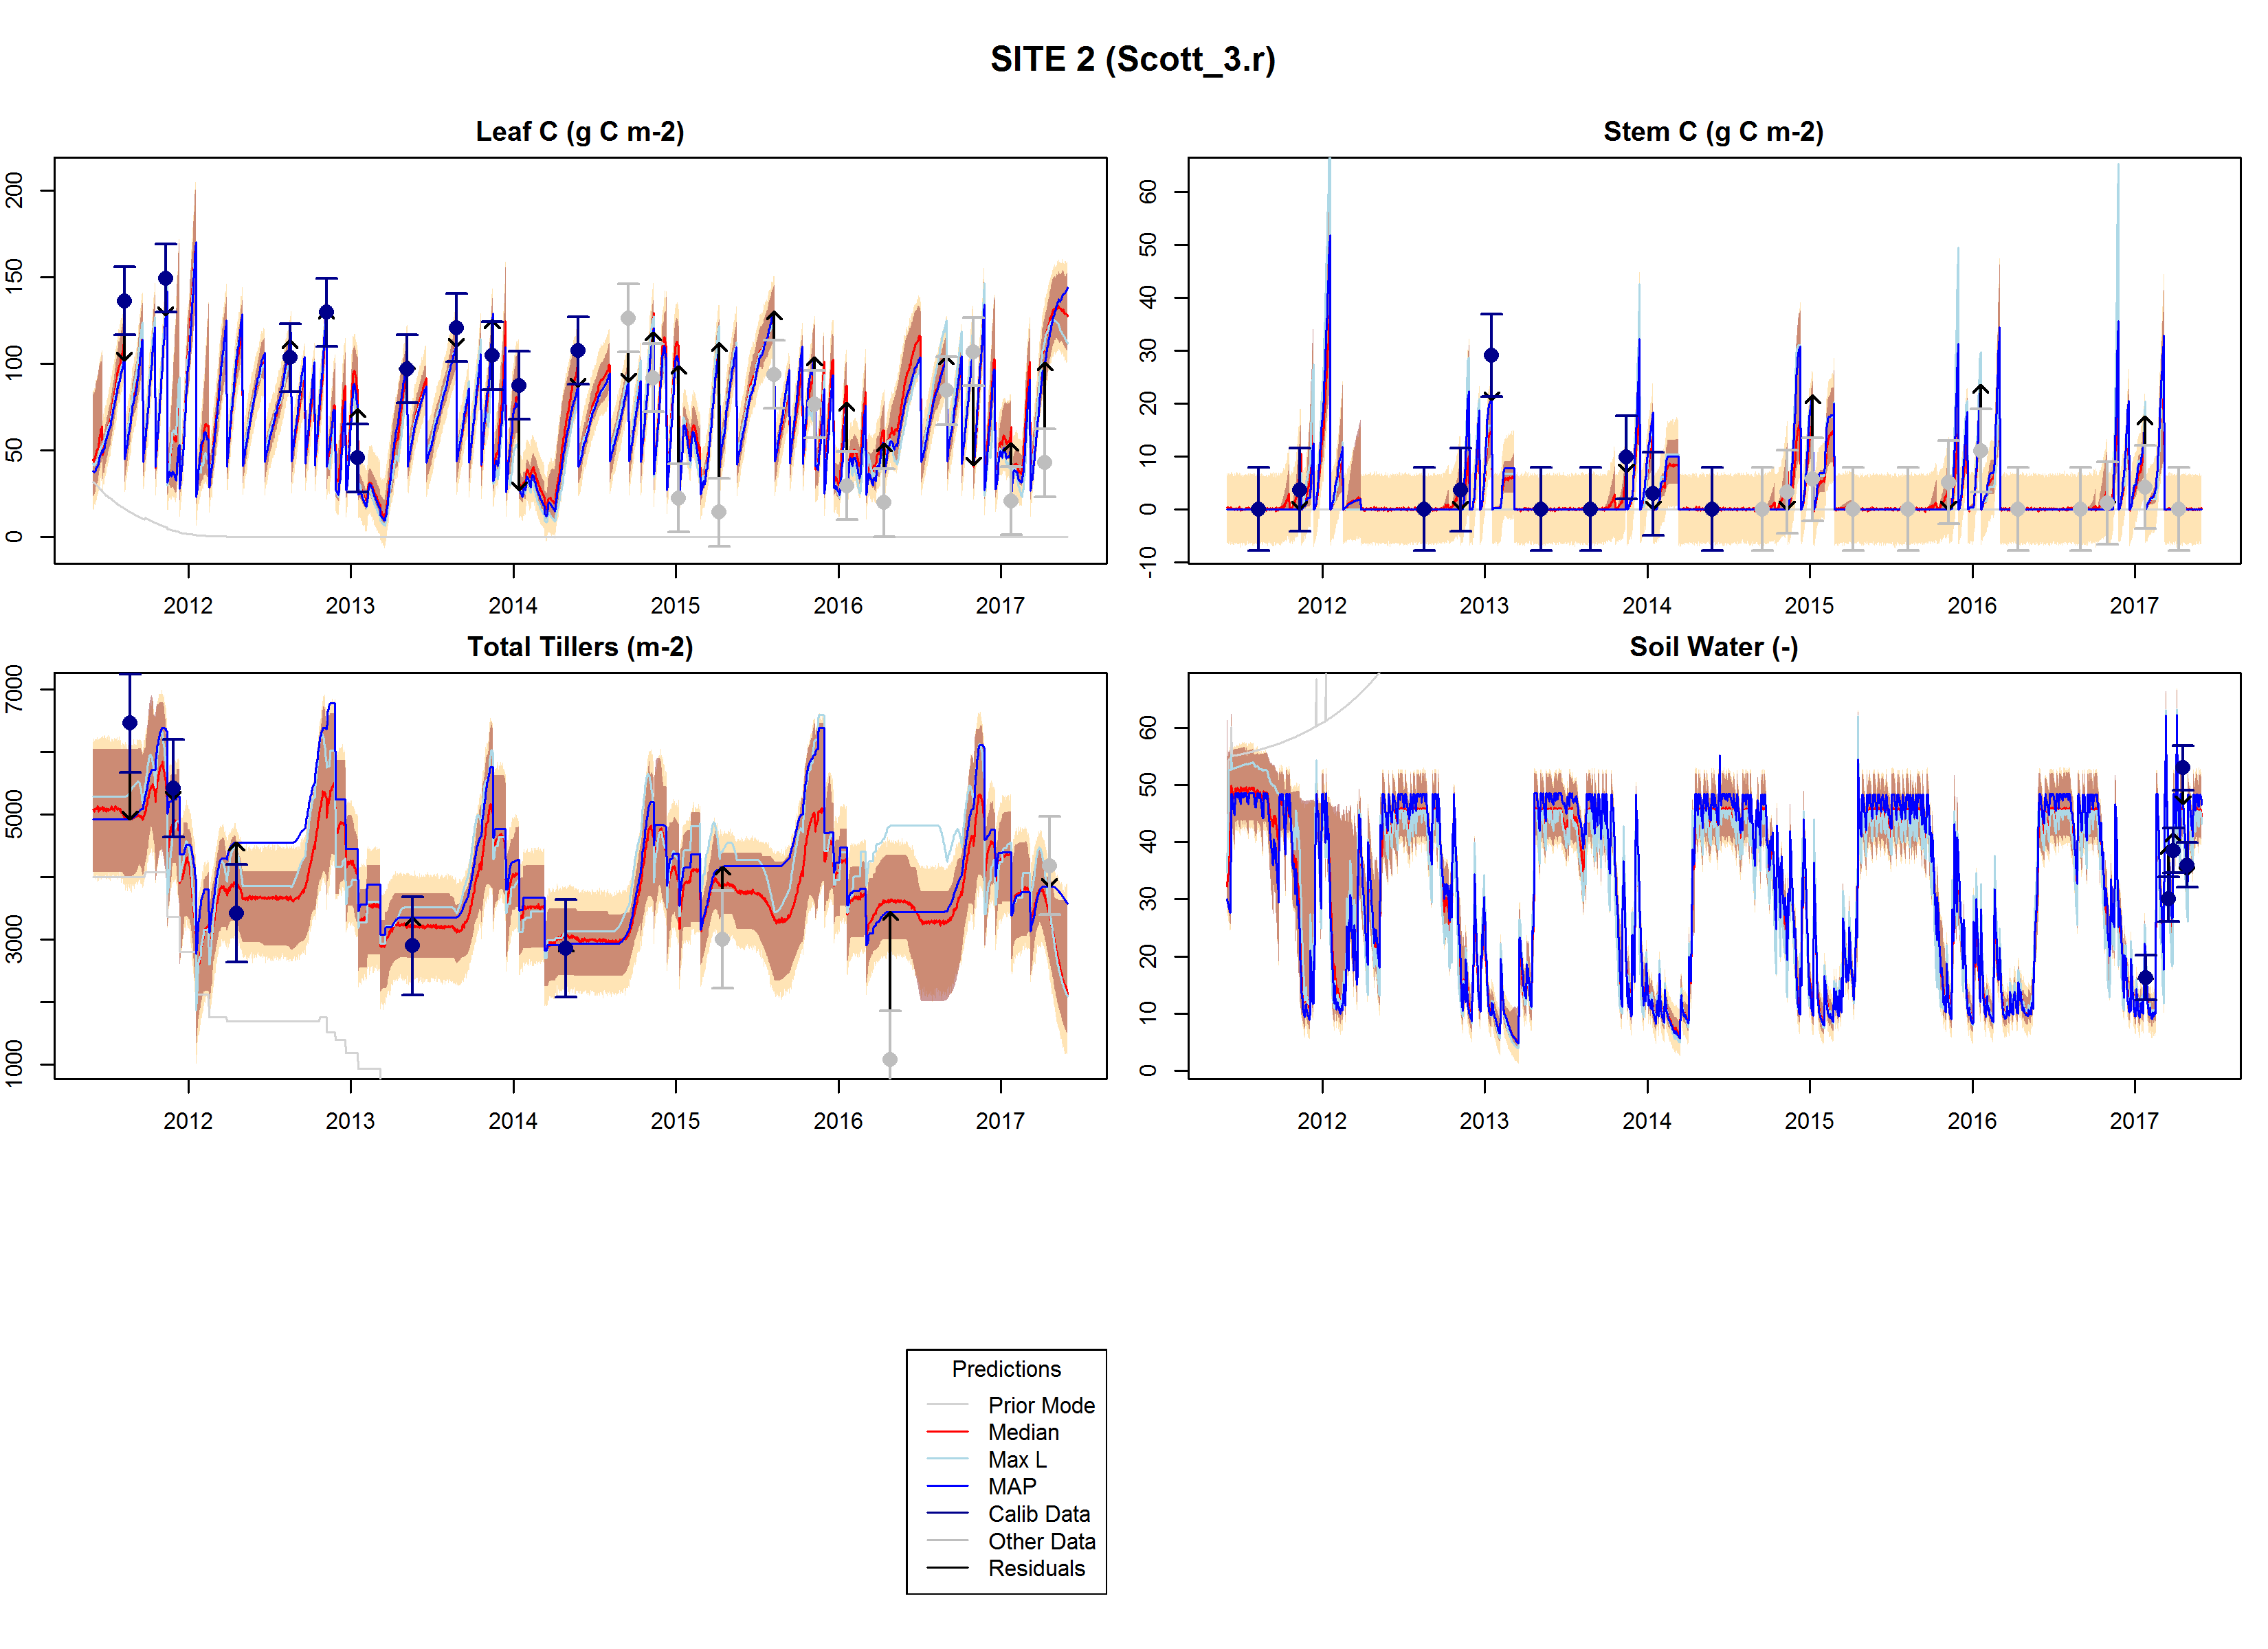 SITE 2 (Scott_3.r)
Leaf C (g C m-2)
200
150
100
50
0
2012 2013 2014 2015 2016 2017
Stem C (g C m-2)
60
50
40
30
20
10
0
-10
2012 2013 2014 2015 2016 2017
Total Tillers (m-2)
7000
5000
3000
1000
2012 2013 2014 2015 2016 2017
Soil Water (-)
60
50
40
30
20
10
0
2012 2013 2014 2015 2016 2017
Predictions
Prior Mode
Median
Max L
MAP
Calib Data
Other Data
Residuals